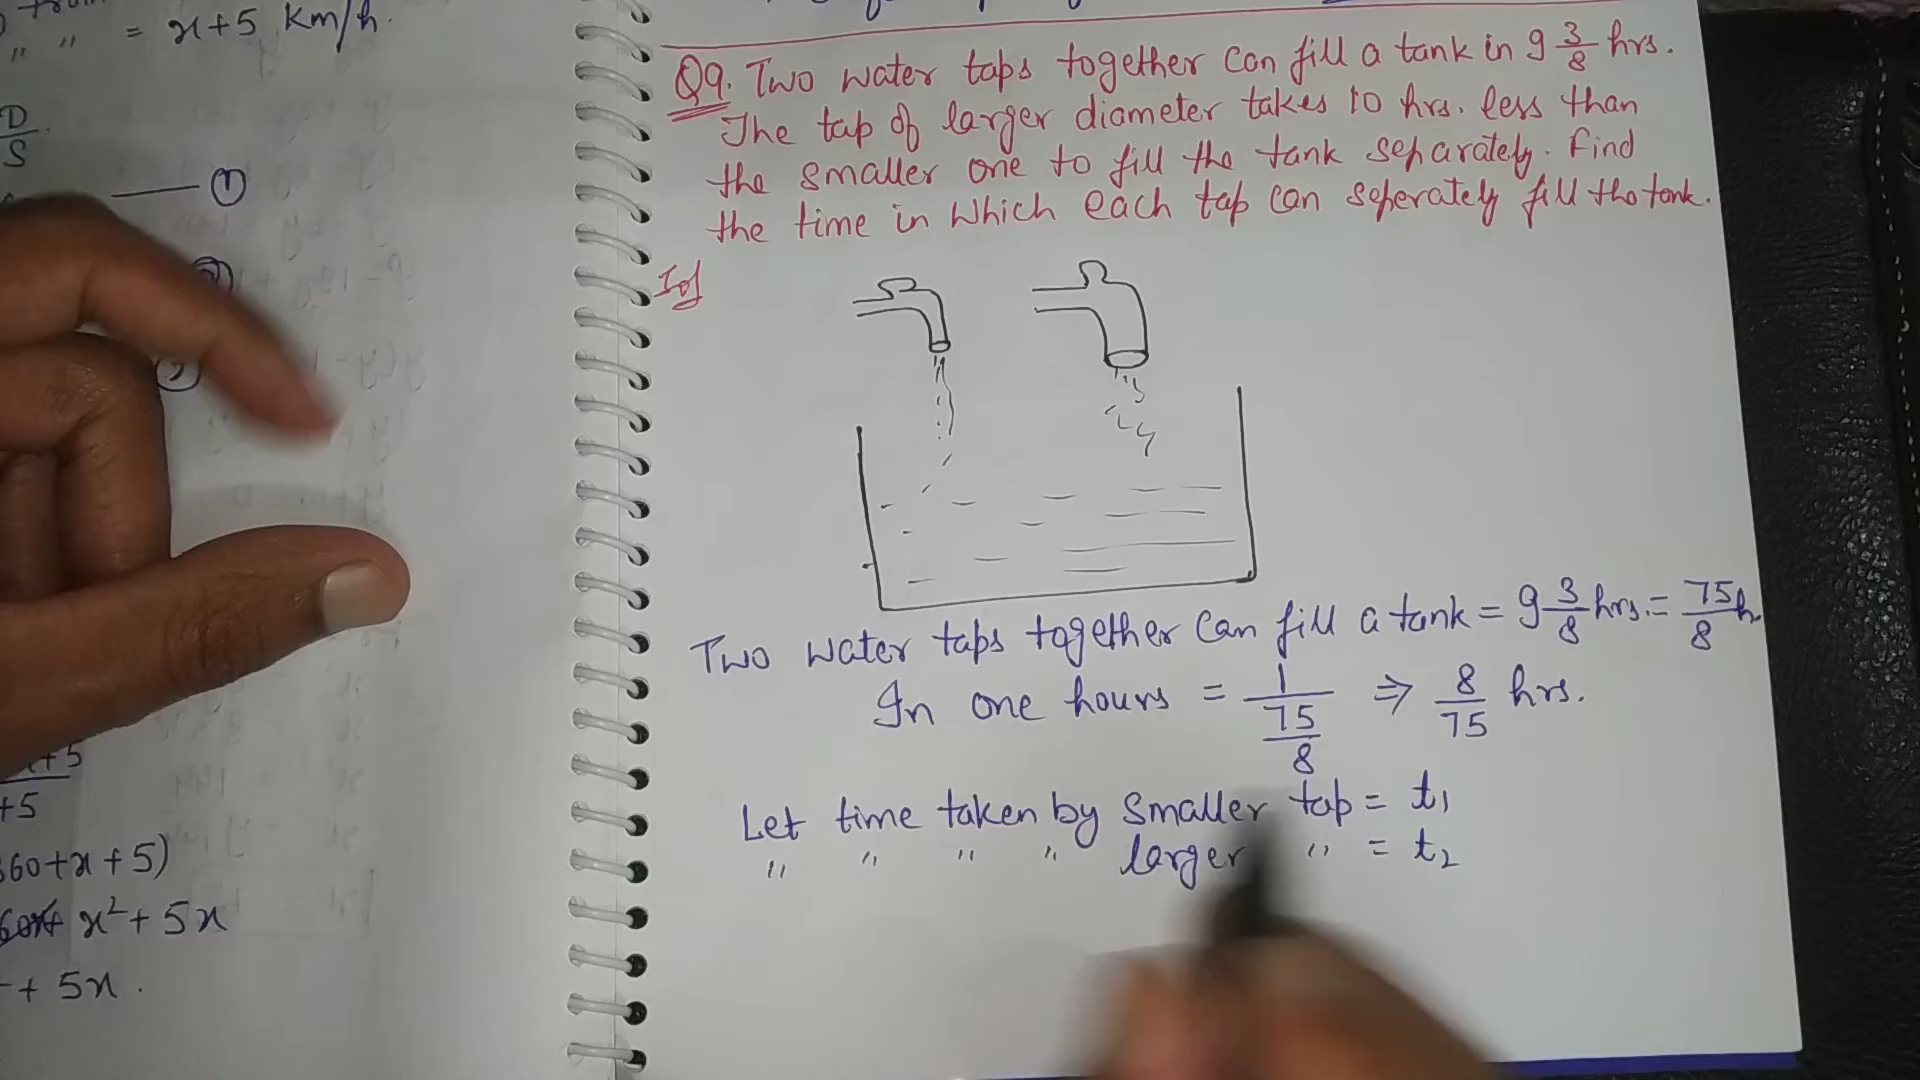 = x+5 km/h.
D/S
①
x+5
+5
360+x+5)
x² + 5x
+ 5x.
Q9. Two water taps together can fill a tank in 9 3/8 hrs.
The tap of larger diameter takes 10 hrs. less than
the smaller one to fill the tank separately. Find
the time in which each tap can seperately fill the tank.
Two water taps together can fill a tank = 9 3/8 hrs. = 75/8 h.
In one hours = 1/(75/8) ⇒ 8/75 hrs.
Let time taken by smaller tap = t₁
" " " " larger " = t₂